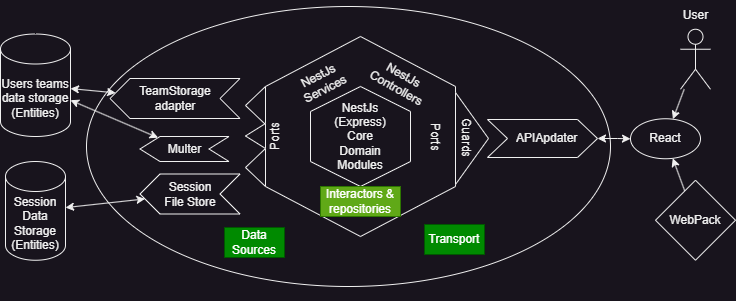 User
Users teams
data storage
(Entities)
TeamStorage
adapter
Multer
Session
File Store
Session
Data
Storage
(Entities)
Ports
NestJs
Services
NestJs
Controllers
NestJs
(Express)
Core
Domain
Modules
Ports
Guards
Interactors &
repositories
Data
Sources
Transport
APIApdater
React
WebPack